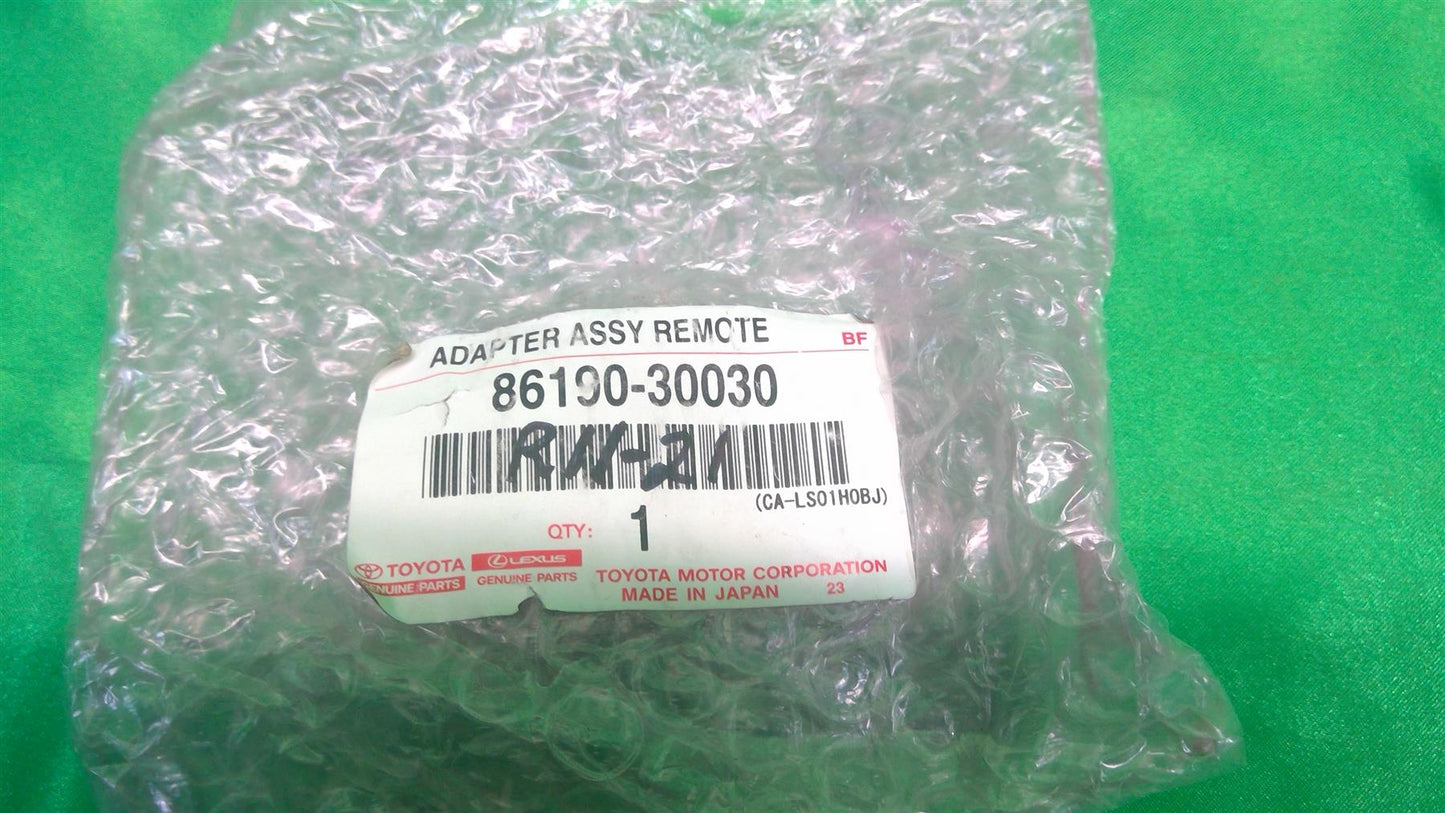 ADAPTER ASSY REMOTE BF
86190-30030
RN-21
(CA-LS01H0BJ)
QTY: 1
TOYOTA LEXUS
GENUINE PARTS GENUINE PARTS
TOYOTA MOTOR CORPORATION
MADE IN JAPAN 23